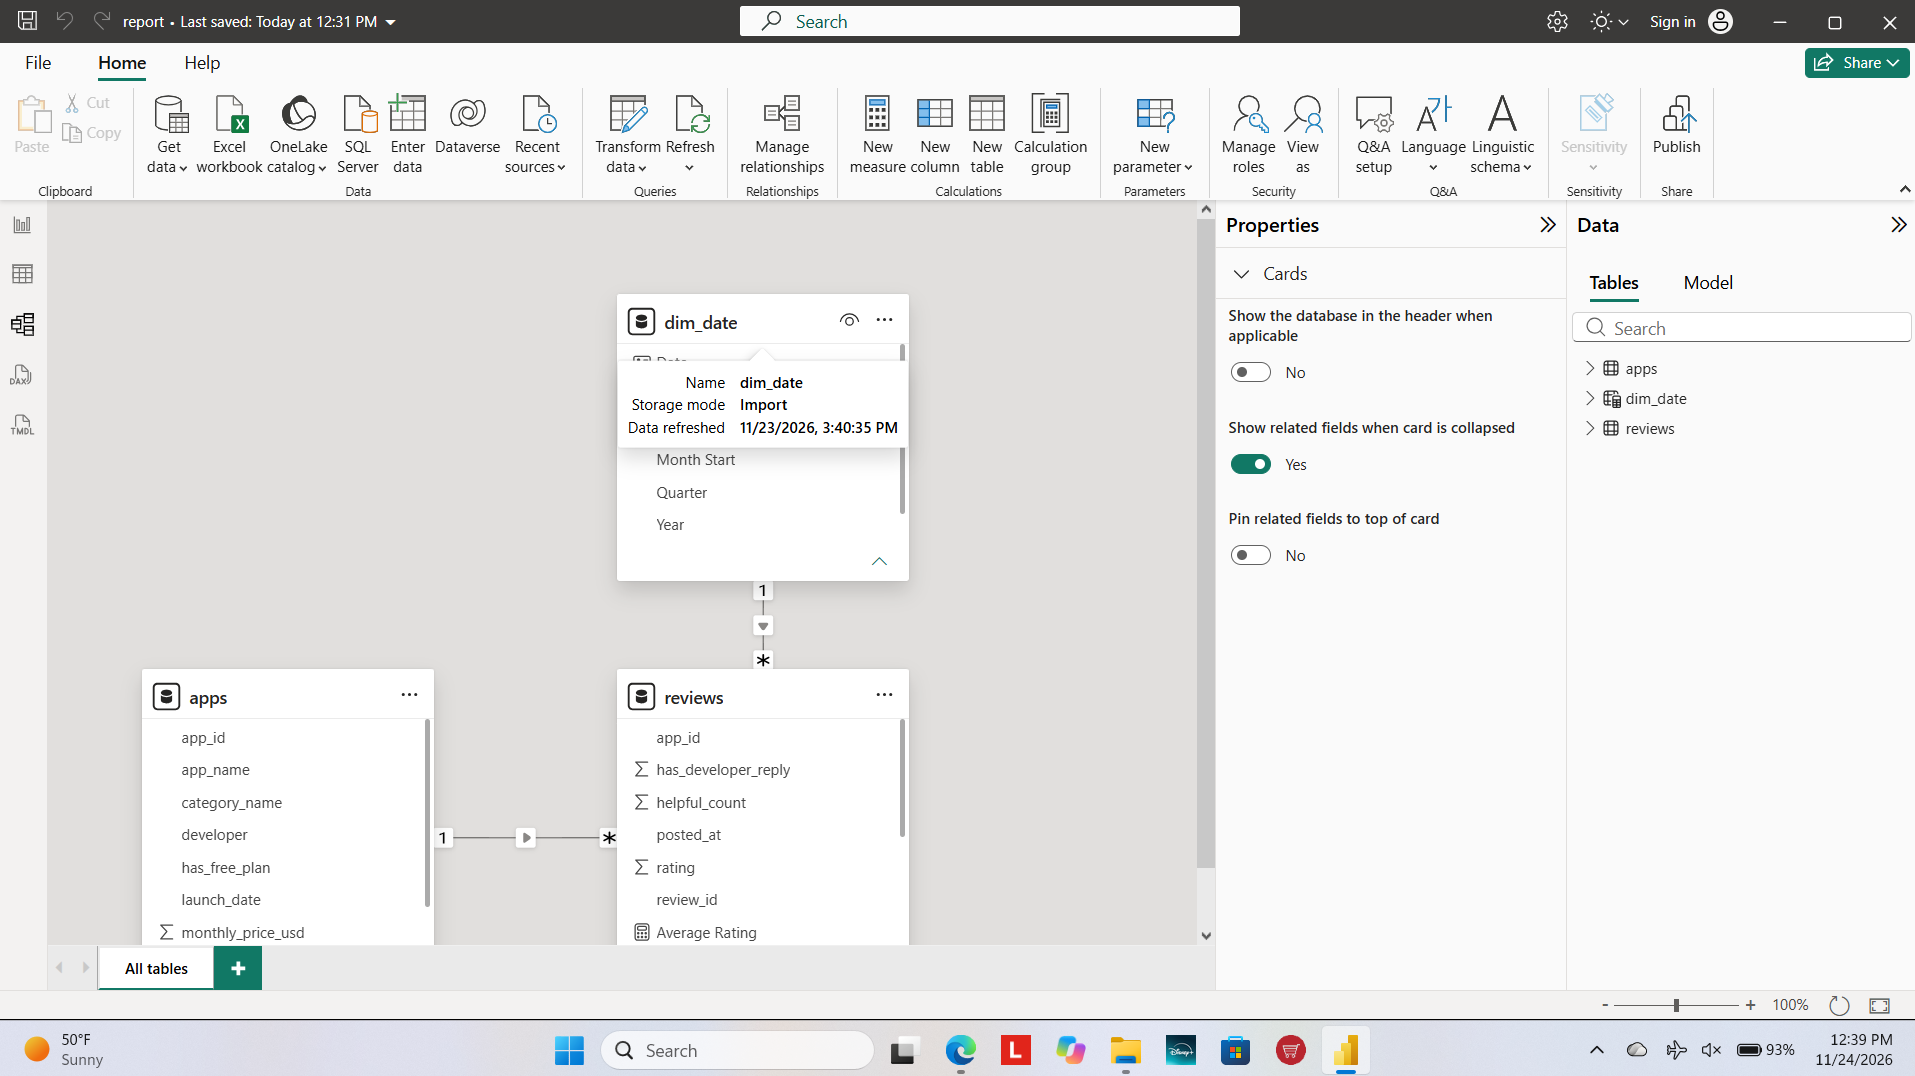 report • Last saved: Today at 12:31 PM
Search
Sign in
File
Home
Help
Share
Paste
Cut
Copy
Clipboard
Get data
Excel workbook
OneLake catalog
SQL Server
Enter data
Dataverse
Recent sources
Data
Transform data
Refresh
Queries
Manage relationships
Relationships
New measure
New column
New table
Calculation group
Calculations
New parameter
Parameters
Manage roles
View as
Security
Q&A setup
Language
Linguistic schema
Q&A
Sensitivity
Sensitivity
Publish
Share
DAX
TMDL
dim_date
Name dim_date
Storage mode Import
Data refreshed 11/23/2026, 3:40:35 PM
Month Start
Quarter
Year
1
*
apps
app_id
app_name
category_name
developer
has_free_plan
launch_date
monthly_price_usd
1
*
reviews
app_id
has_developer_reply
helpful_count
posted_at
rating
review_id
Average Rating
Properties
Cards
Show the database in the header when
applicable
No
Show related fields when card is collapsed
Yes
Pin related fields to top of card
No
Data
Tables
Model
Search
apps
dim_date
reviews
All tables
+
- + 100%
50°F
Sunny
Search
L
Disney+
93%
12:39 PM
11/24/2026